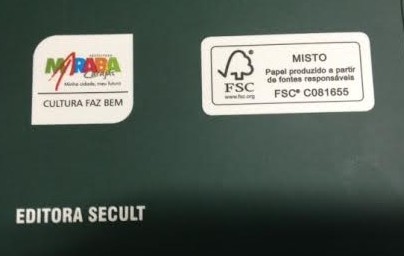 MARABÁ
Minha cidade, meu futuro
CULTURA FAZ BEM
FSC
www.fsc.org
MISTO
Papel produzido a partir
de fontes responsáveis
FSC® C081655
EDITORA SECULT